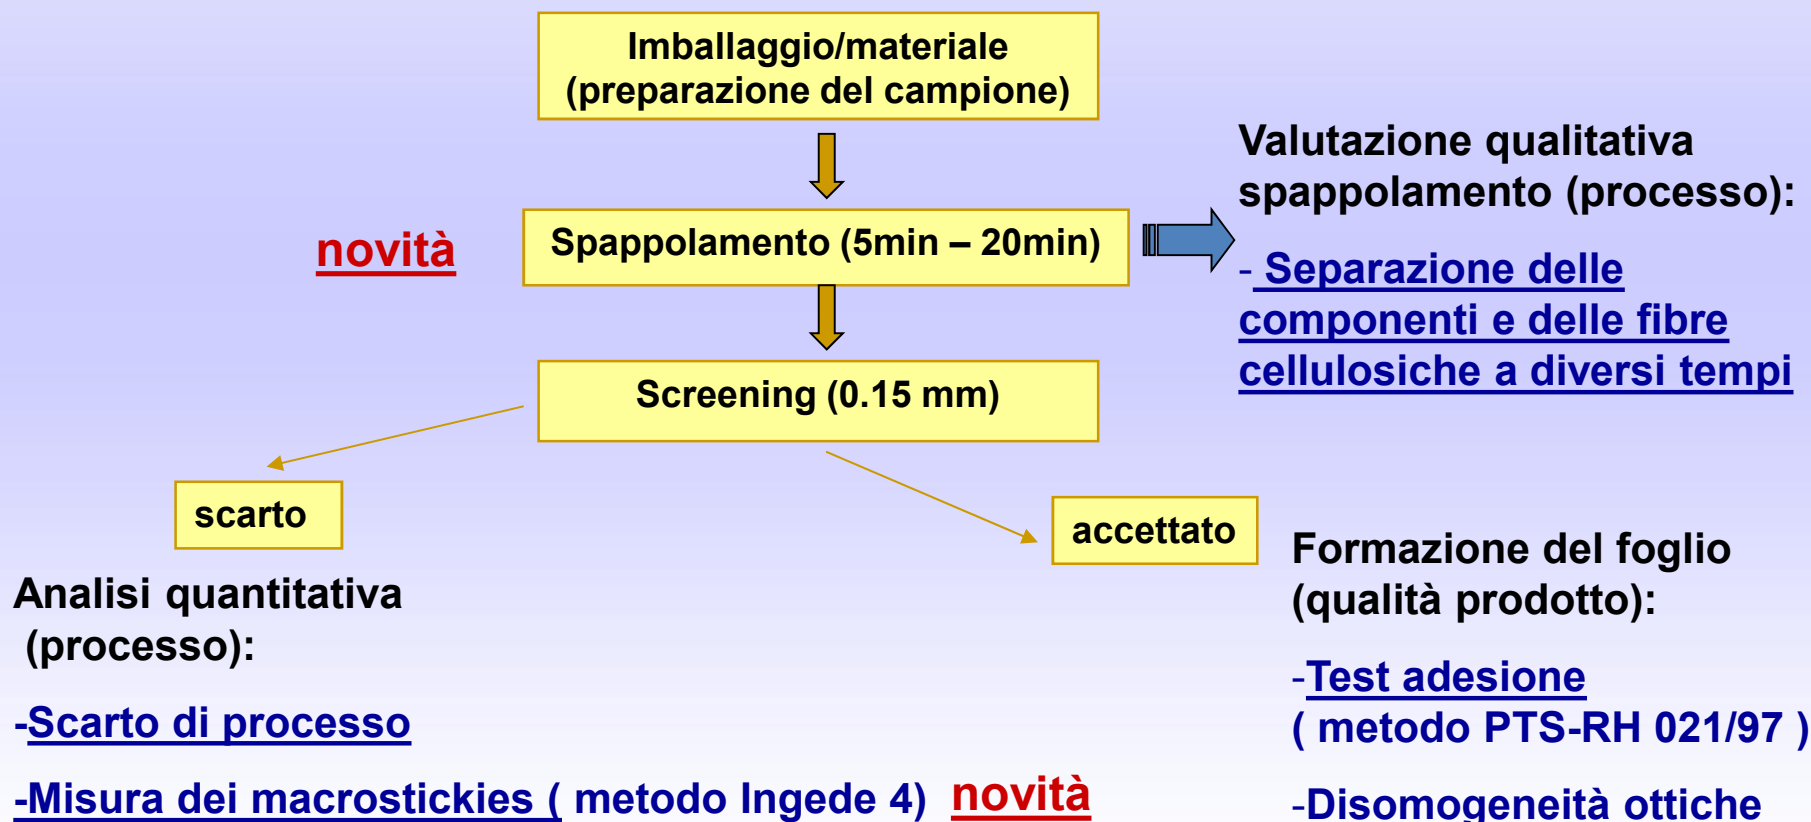 Imballaggio/materiale
(preparazione del campione)
novità
Spappolamento (5min – 20min)
Valutazione qualitativa
spappolamento (processo):
- Separazione delle
componenti e delle fibre
cellulosiche a diversi tempi
Screening (0.15 mm)
scarto
accettato
Analisi quantitativa
(processo):
-Scarto di processo
-Misura dei macrostickies ( metodo Ingede 4) novità
Formazione del foglio
(qualità prodotto):
-Test adesione
( metodo PTS-RH 021/97 )
-Disomogeneità ottiche